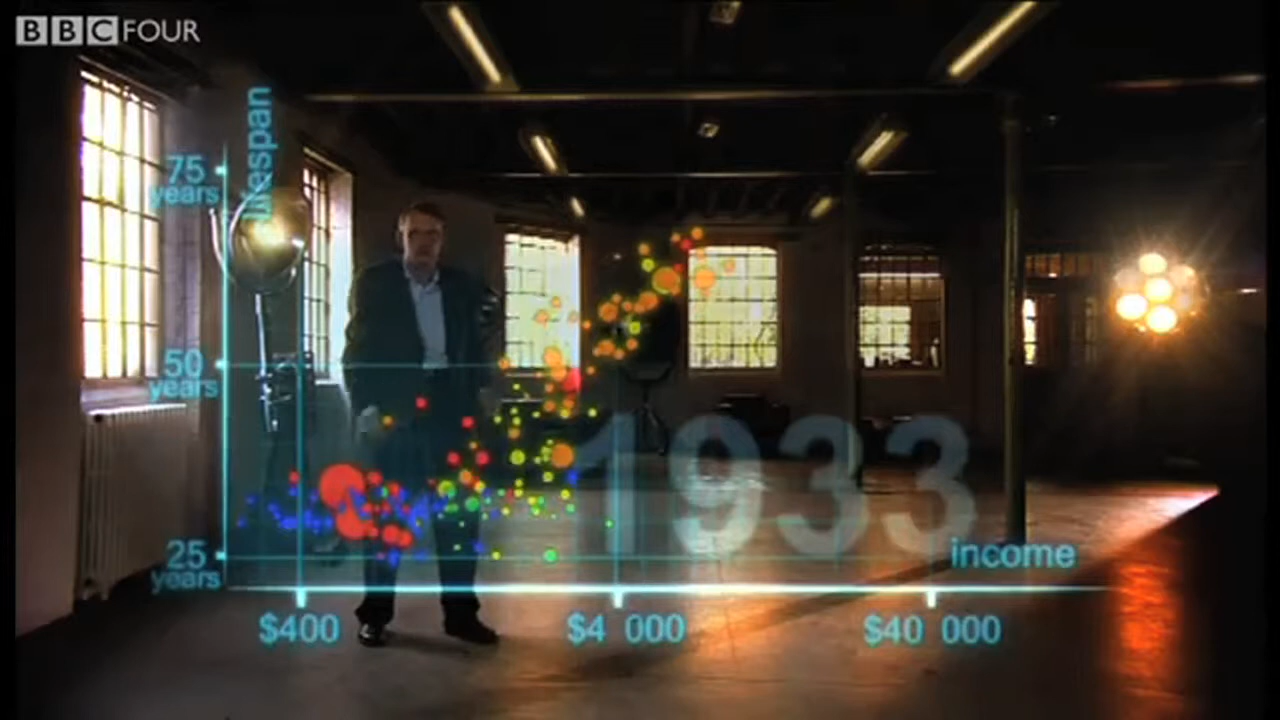 BBC FOUR
lifespan
75
years
50
years
1933
25
years
income
$400
$4 000
$40 000